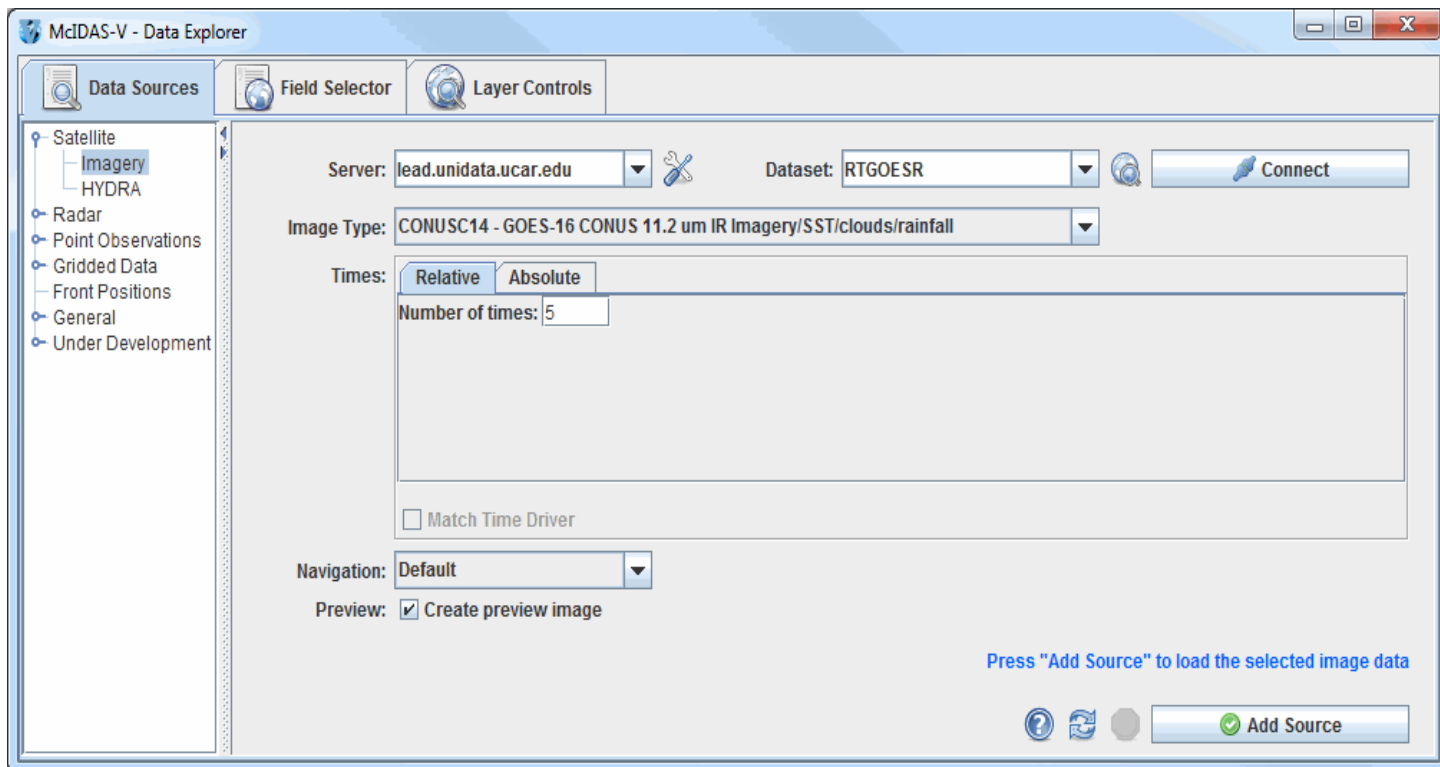 McIDAS-V - Data Explorer
Data Sources Field Selector Layer Controls
Satellite
Imagery
HYDRA
Radar
Point Observations
Gridded Data
Front Positions
General
Under Development
Server: lead.unidata.ucar.edu Dataset: RTGOESR Connect
Image Type: CONUSC14 - GOES-16 CONUS 11.2 um IR Imagery/SST/clouds/rainfall
Times: Relative Absolute
Number of times: 5
Match Time Driver
Navigation: Default
Preview: Create preview image
Press "Add Source" to load the selected image data
Add Source